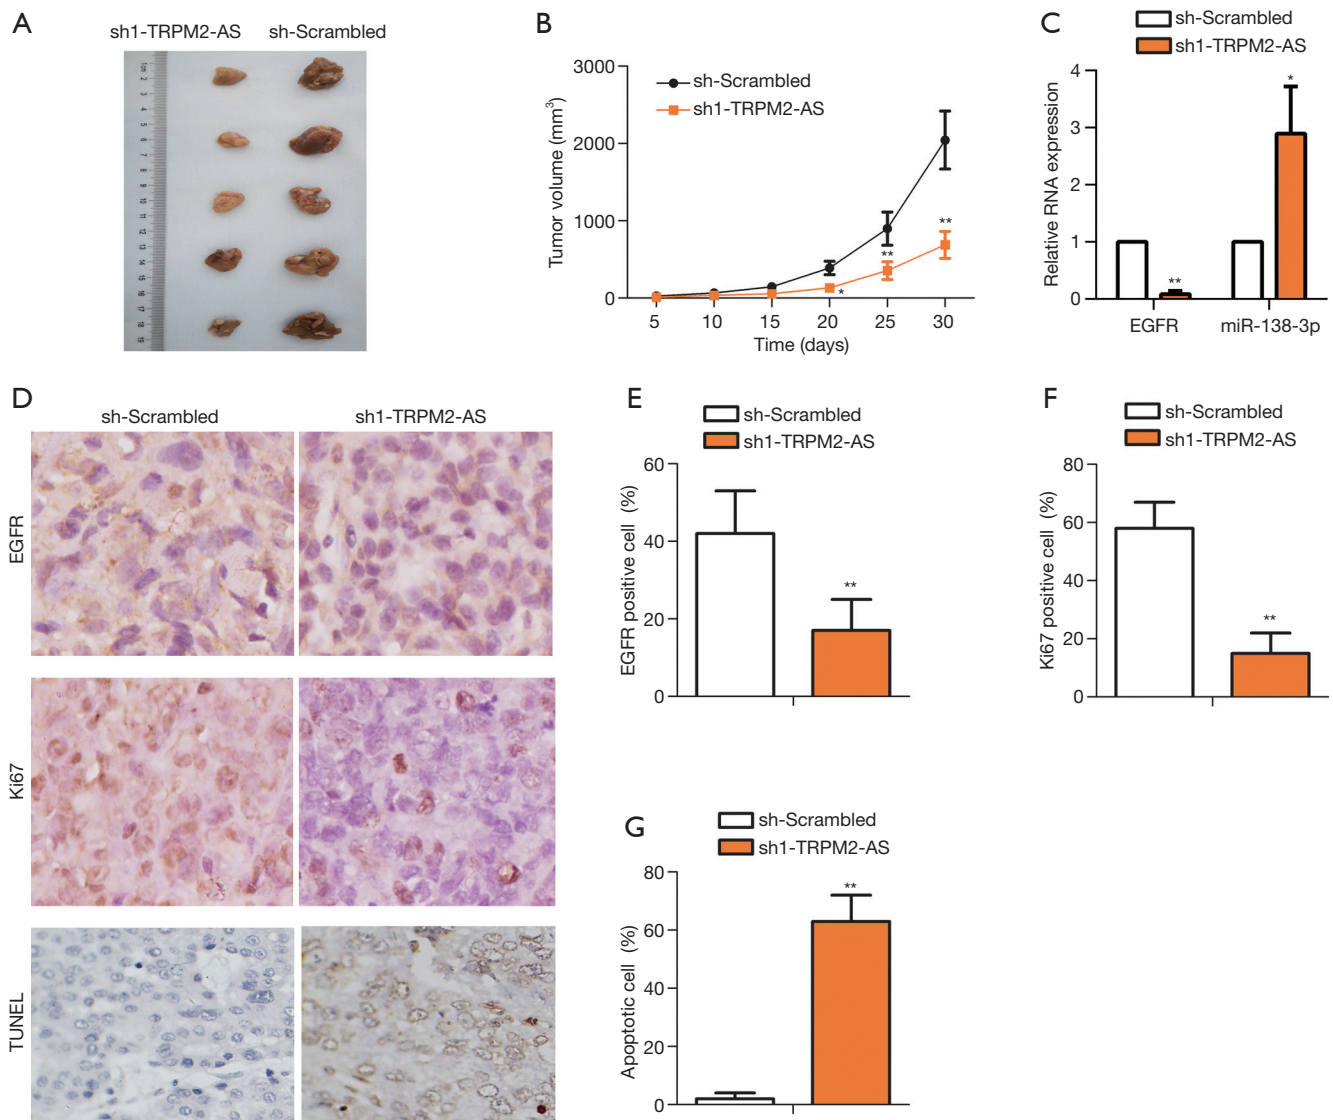 A
sh1-TRPM2-AS sh-Scrambled
B
3000
2000
1000
0
Tumor volume (mm³)
sh-Scrambled
sh1-TRPM2-AS
*
**
**
5 10 15 20 25 30
Time (days)
C
sh-Scrambled
sh1-TRPM2-AS
4
3
2
1
0
Relative RNA expression
**
*
EGFR miR-138-3p
D
sh-Scrambled sh1-TRPM2-AS
EGFR
Ki67
TUNEL
E
sh-Scrambled
sh1-TRPM2-AS
60
40
20
0
EGFR positive cell (%)
**
F
sh-Scrambled
sh1-TRPM2-AS
80
60
40
20
0
Ki67 positive cell (%)
**
G
sh-Scrambled
sh1-TRPM2-AS
80
60
40
20
0
Apoptotic cell (%)
**